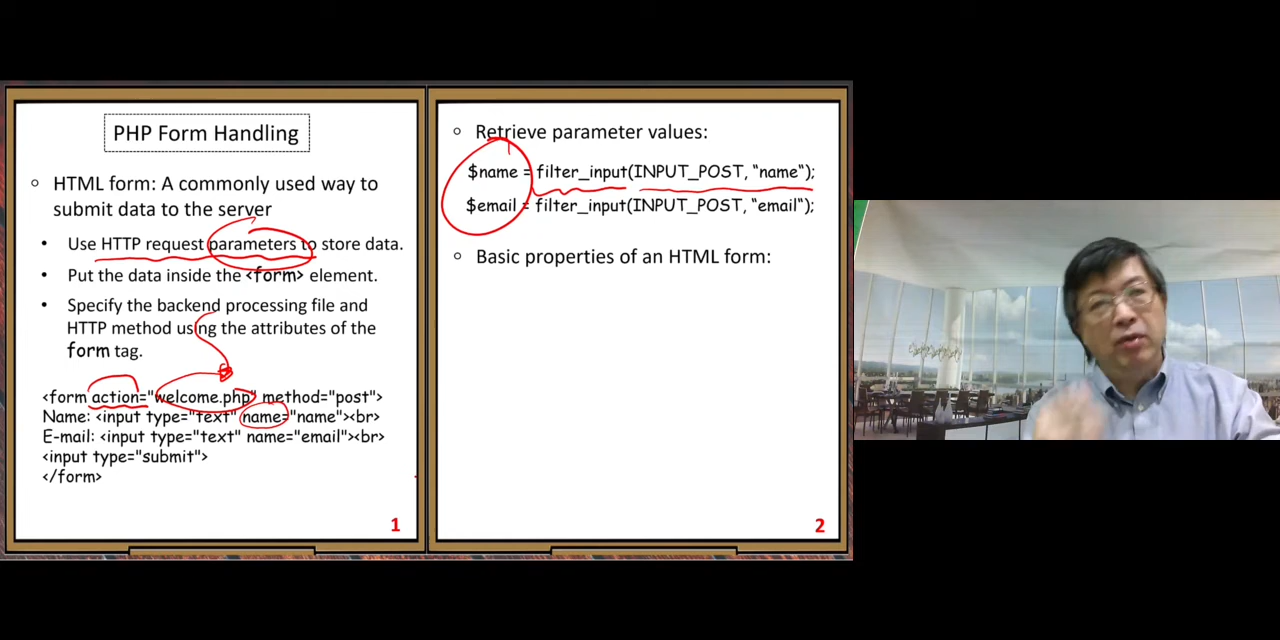 PHP Form Handling
HTML form: A commonly used way to
submit data to the server
Use HTTP request parameters to store data.
Put the data inside the <form> element.
Specify the backend processing file and
HTTP method using the attributes of the
form tag.
<form action="welcome.php" method="post">
Name: <input type="text" name="name"><br>
E-mail: <input type="text" name="email"><br>
<input type="submit">
</form>
1
Retrieve parameter values:
$name = filter_input(INPUT_POST, “name“);
$email = filter_input(INPUT_POST, “email“);
Basic properties of an HTML form:
2